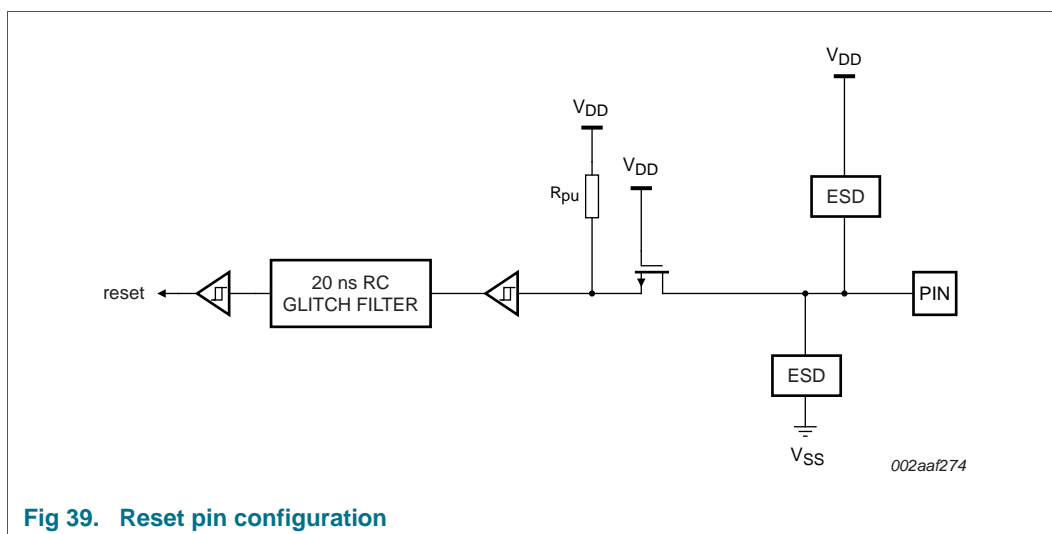 VDD
VDD
VDD
Rpu
ESD
reset
20 ns RC
GLITCH FILTER
PIN
ESD
VSS
002aaf274
Fig 39. Reset pin configuration